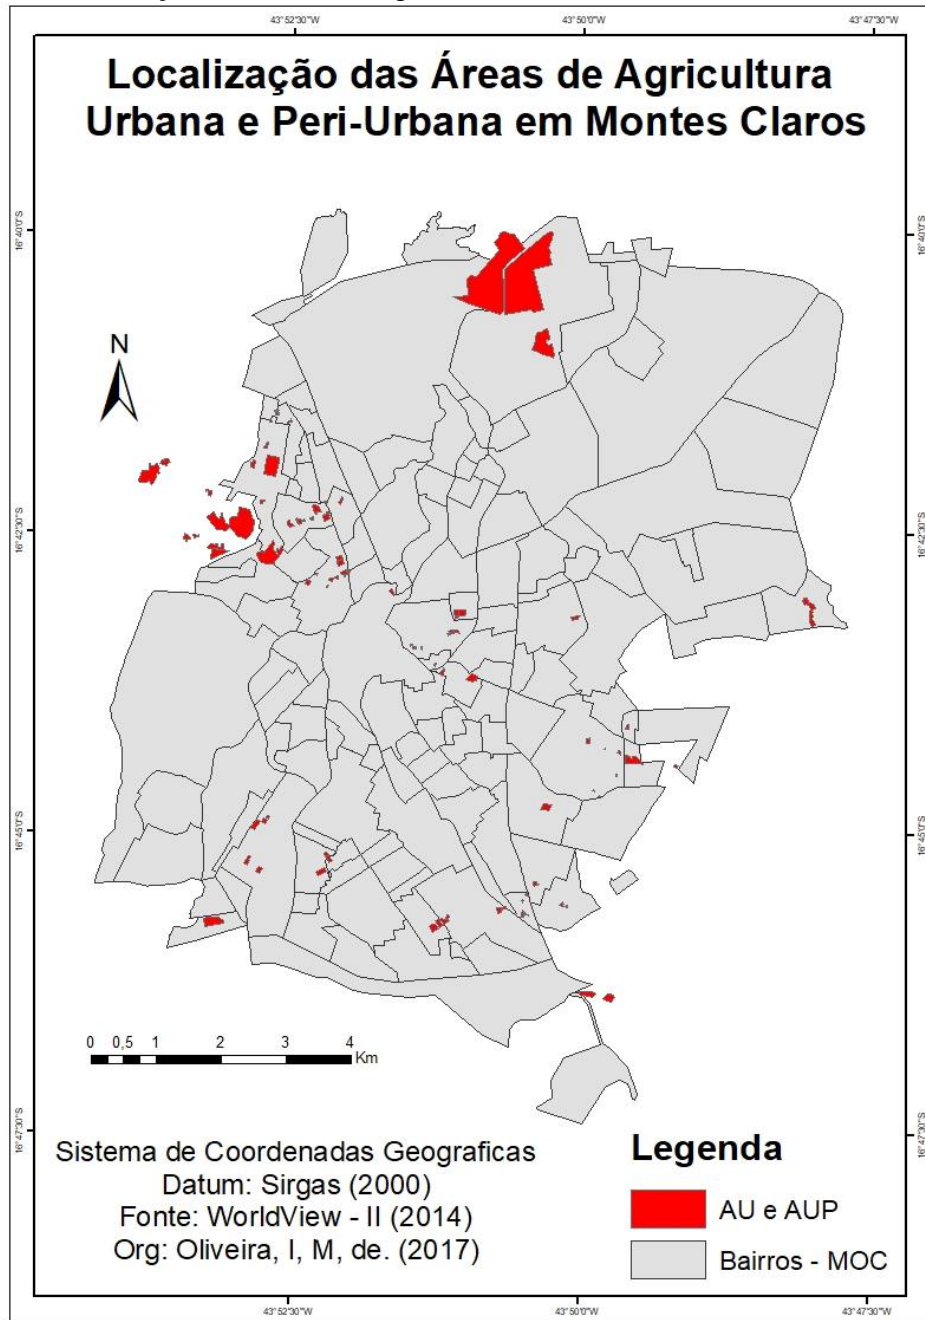 43°52'30"W
43°50'0"W
43°47'30"W
Localização das Áreas de Agricultura
Urbana e Peri-Urbana em Montes Claros
16°40'0"S
16°40'0"S
N
16°42'30"S
16°42'30"S
16°45'0"S
16°45'0"S
0 0,5 1 2 3 4
Km
16°47'30"S
16°47'30"S
Sistema de Coordenadas Geograficas
Datum: Sirgas (2000)
Fonte: WorldView - II (2014)
Org: Oliveira, I, M, de. (2017)
Legenda
AU e AUP
Bairros - MOC
43°52'30"W
43°50'0"W
43°47'30"W